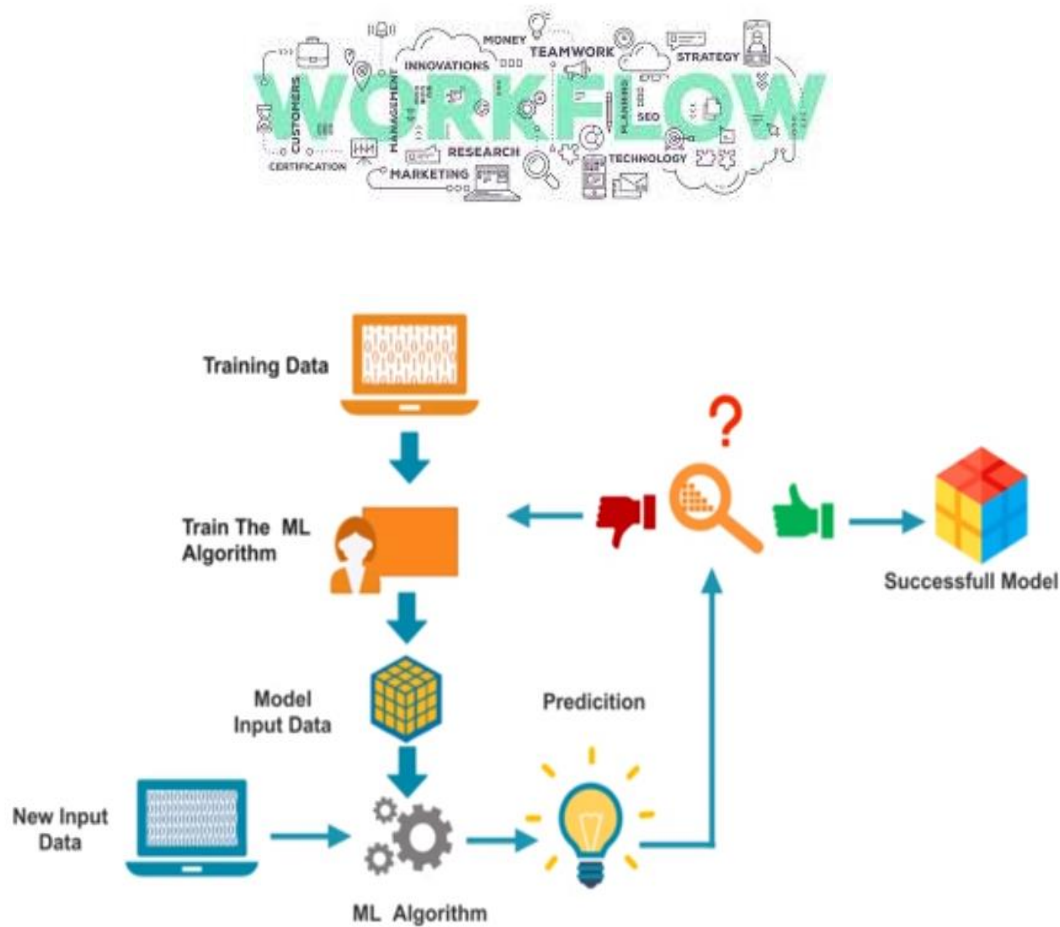 MONEY
TEAMWORK
STRATEGY
INNOVATIONS
WORKFLOW
CUSTOMERS
MANAGEMENT
PLANNING
SEO
RESEARCH
TECHNOLOGY
CERTIFICATION
MARKETING
Training Data
?
Train The ML
Algorithm
Successfull Model
Model
Input Data
Predicition
New Input
Data
ML Algorithm